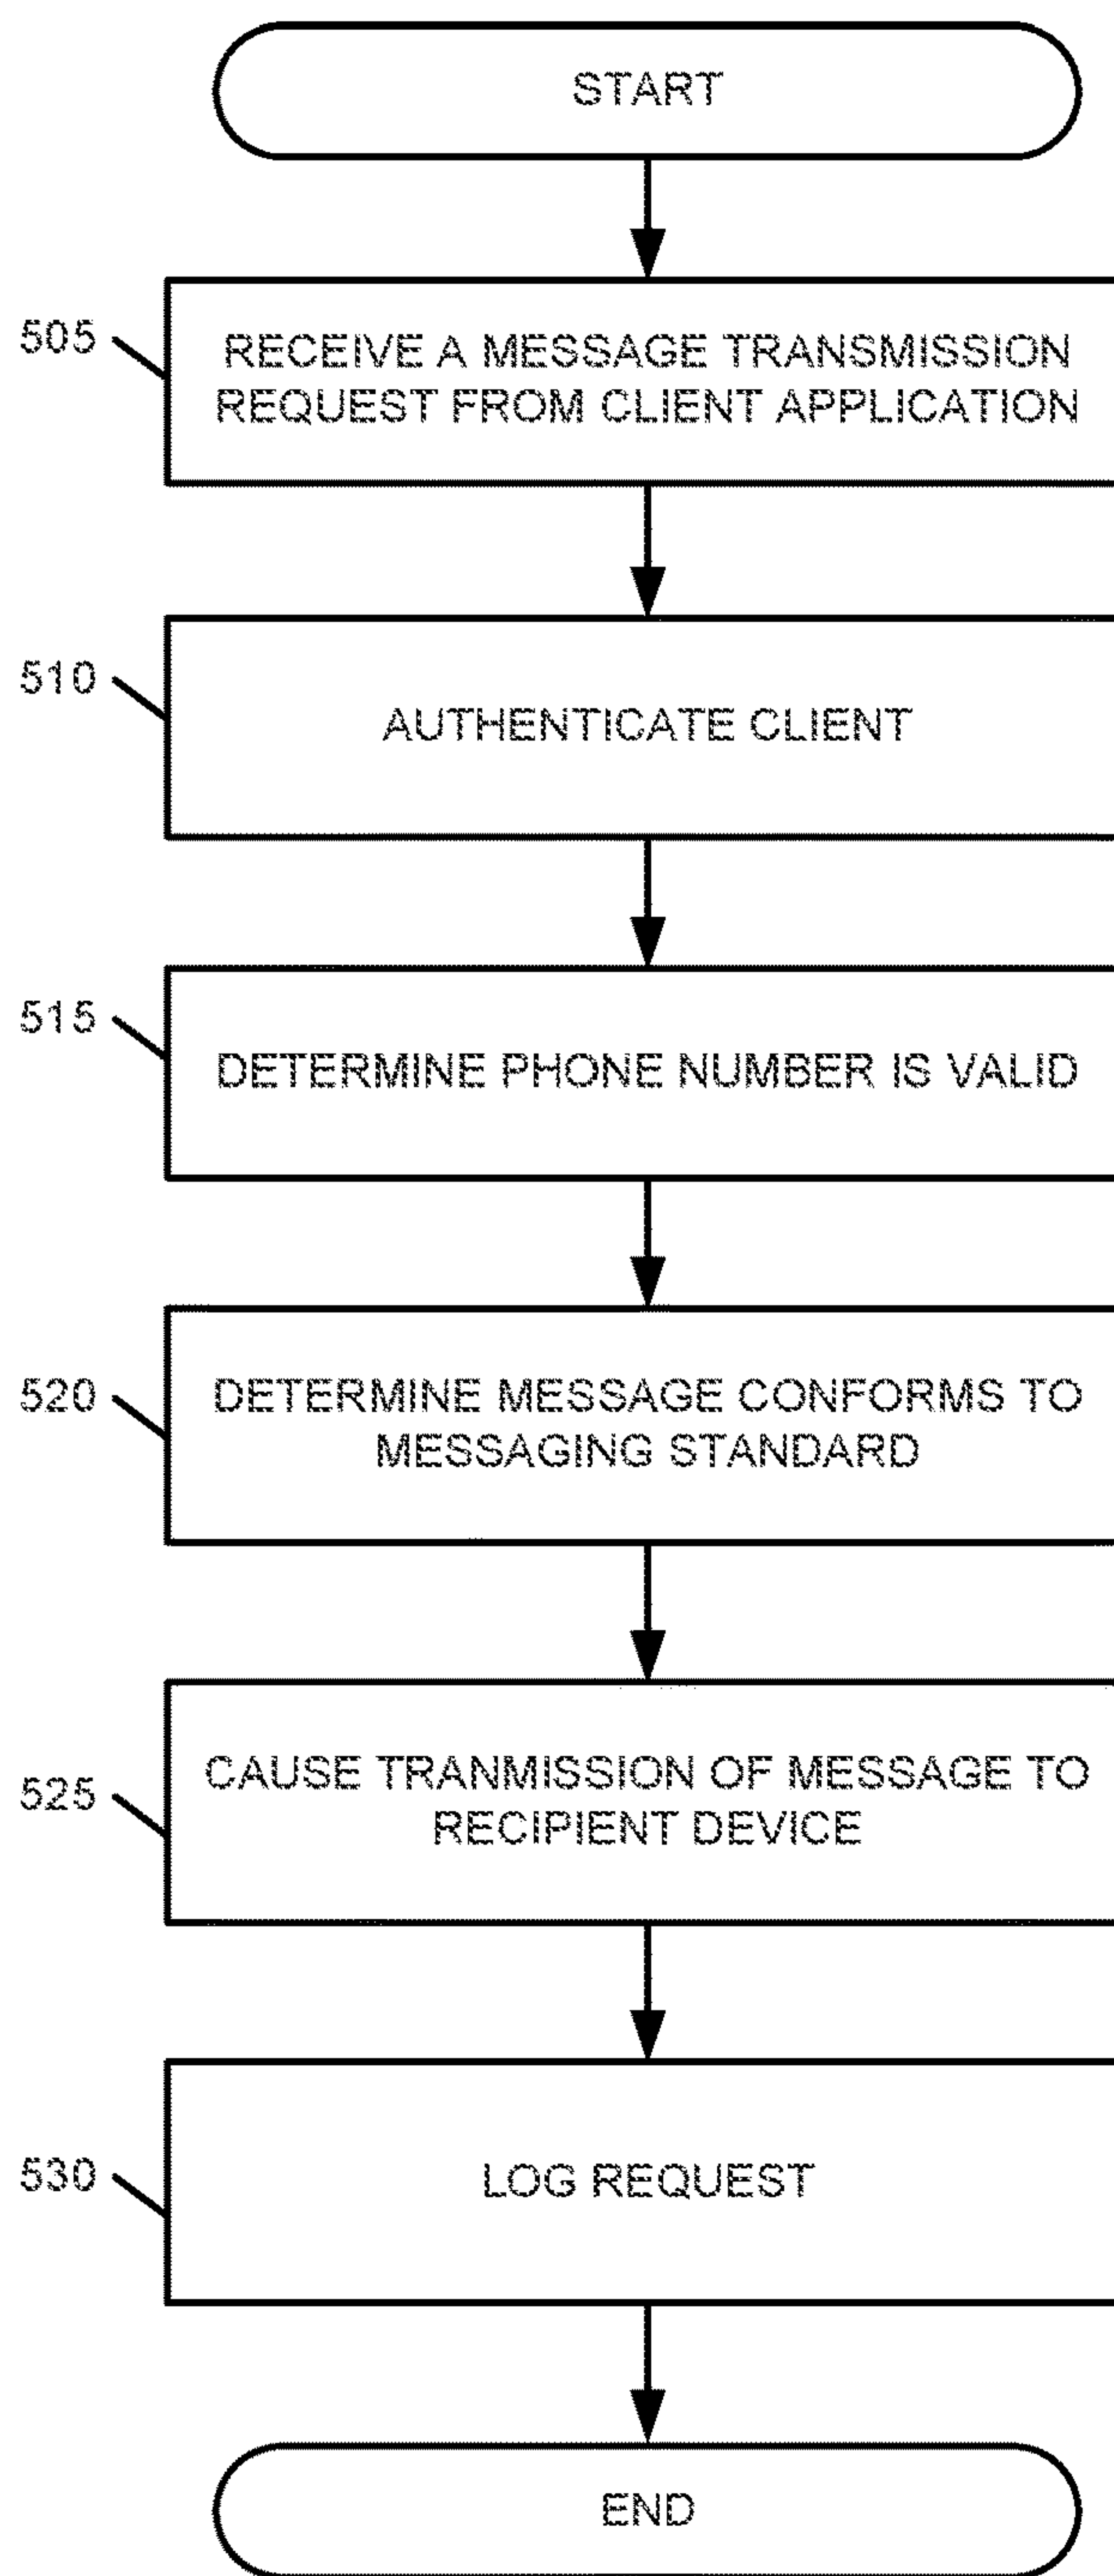 START
505
RECEIVE A MESSAGE TRANSMISSION
REQUEST FROM CLIENT APPLICATION
510
AUTHENTICATE CLIENT
515
DETERMINE PHONE NUMBER IS VALID
520
DETERMINE MESSAGE CONFORMS TO
MESSAGING STANDARD
525
CAUSE TRANMISSION OF MESSAGE TO
RECIPIENT DEVICE
530
LOG REQUEST
END